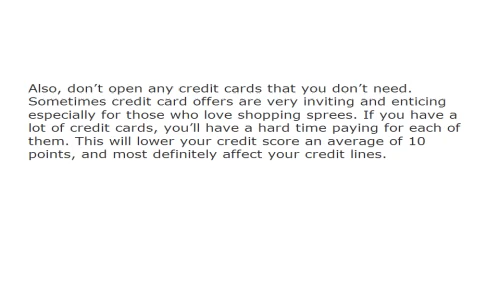 Also, don't open any credit cards that you don't need.
Sometimes credit card offers are very inviting and enticing
especially for those who love shopping sprees. If you have a
lot of credit cards, you'll have a hard time paying for each of
them. This will lower your credit score an average of 10
points, and most definitely affect your credit lines.